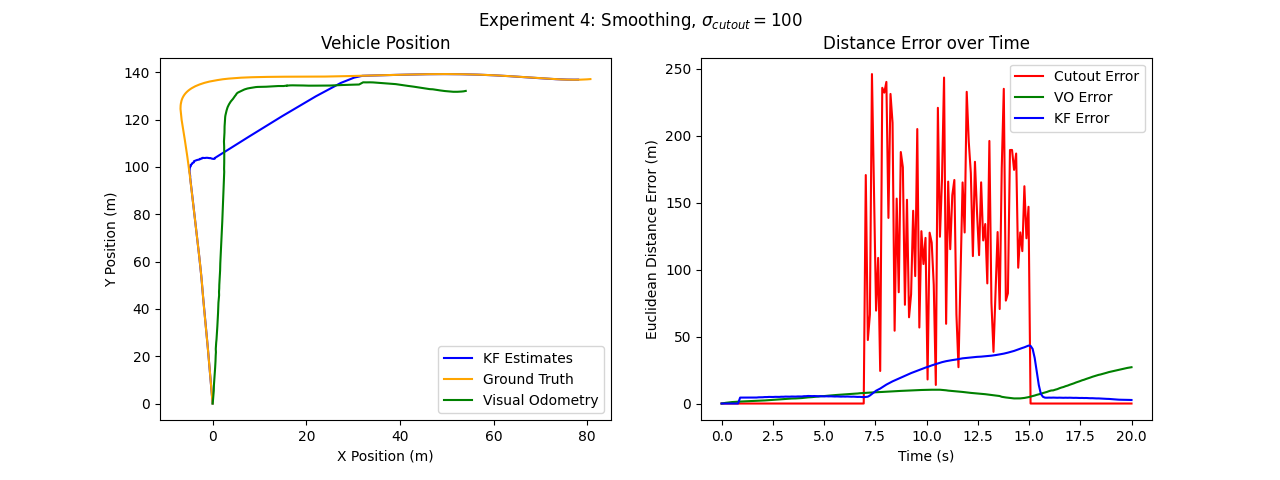 Experiment 4: Smoothing, σ_cutout = 100
Vehicle Position
140
120
100
80
60
40
20
0
Y Position (m)
0 20 40 60 80
X Position (m)
KF Estimates
Ground Truth
Visual Odometry
Distance Error over Time
250
200
150
100
50
0
Euclidean Distance Error (m)
0.0 2.5 5.0 7.5 10.0 12.5 15.0 17.5 20.0
Time (s)
Cutout Error
VO Error
KF Error